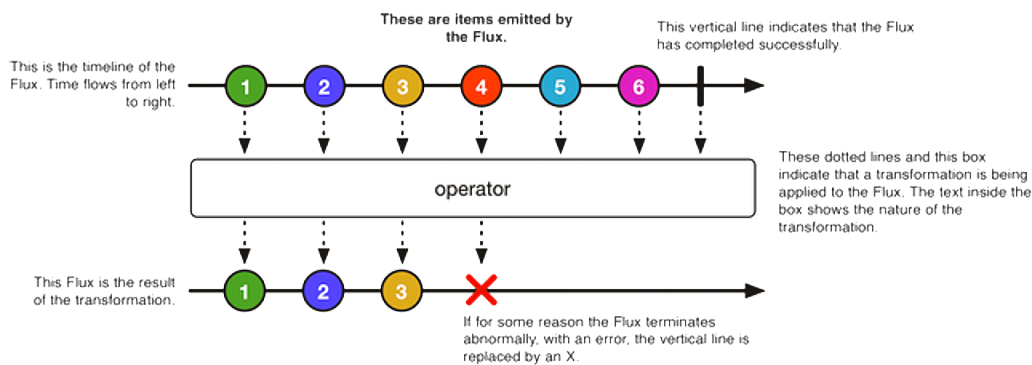 These are items emitted by
the Flux.
This vertical line indicates that the Flux
has completed successfully.
This is the timeline of the
Flux. Time flows from left
to right.
1 2 3 4 5 6
These dotted lines and this box
indicate that a transformation is being
applied to the Flux. The text inside the
box shows the nature of the
transformation.
operator
This Flux is the result
of the transformation.
1 2 3
If for some reason the Flux terminates
abnormally, with an error, the vertical line is
replaced by an X.